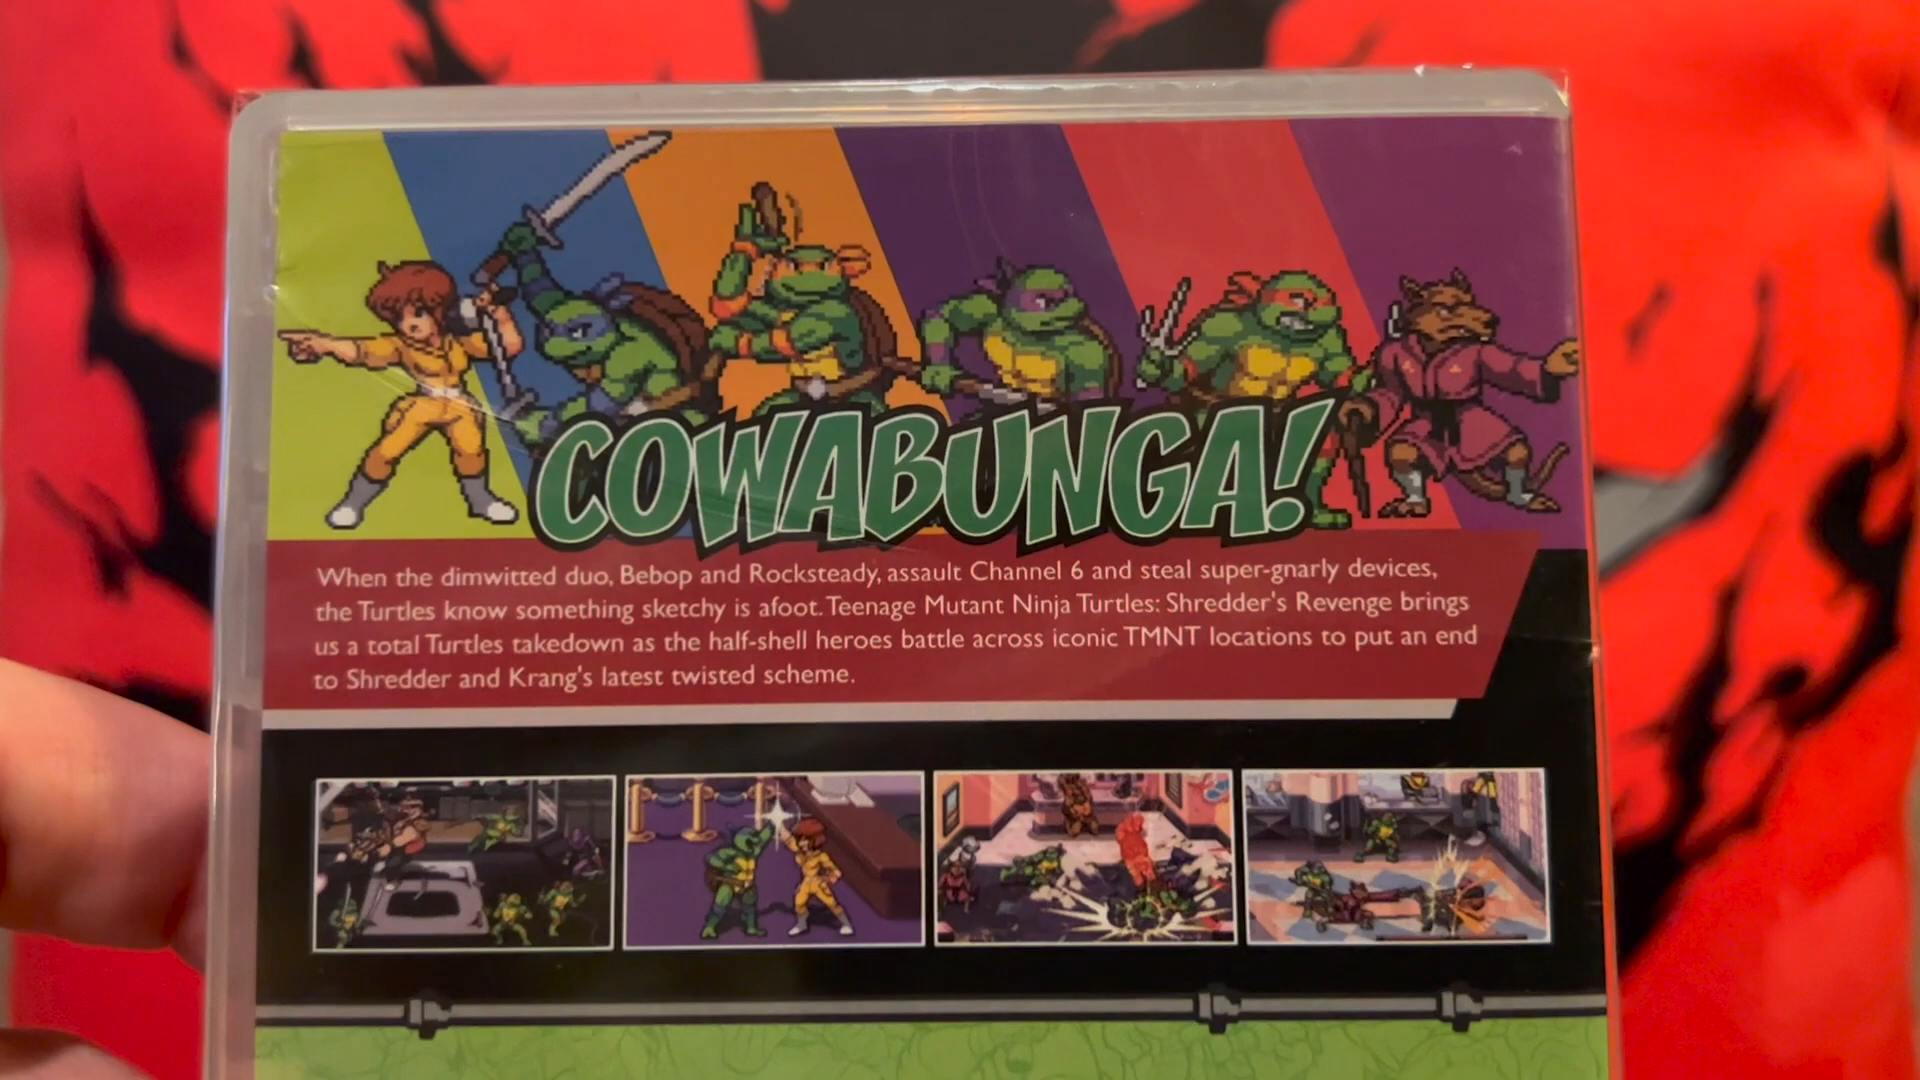 COWABUNGA!
When the dimwitted duo, Bebop and Rocksteady, assault Channel 6 and steal super-gnarly devices,
the Turtles know something sketchy is afoot. Teenage Mutant Ninja Turtles: Shredder's Revenge brings
us a total Turtles takedown as the half-shell heroes battle across iconic TMNT locations to put an end
to Shredder and Krang's latest twisted scheme.